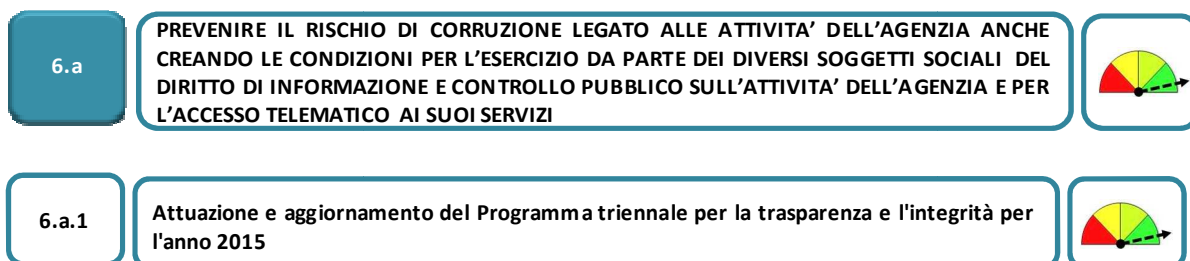 6.a
PREVENIRE IL RISCHIO DI CORRUZIONE LEGATO ALLE ATTIVITA’ DELL’AGENZIA ANCHE
CREANDO LE CONDIZIONI PER L’ESERCIZIO DA PARTE DEI DIVERSI SOGGETTI SOCIALI DEL
DIRITTO DI INFORMAZIONE E CONTROLLO PUBBLICO SULL’ATTIVITA’ DELL’AGENZIA E PER
L’ACCESSO TELEMATICO AI SUOI SERVIZI
6.a.1
Attuazione e aggiornamento del Programma triennale per la trasparenza e l'integrità per
l'anno 2015